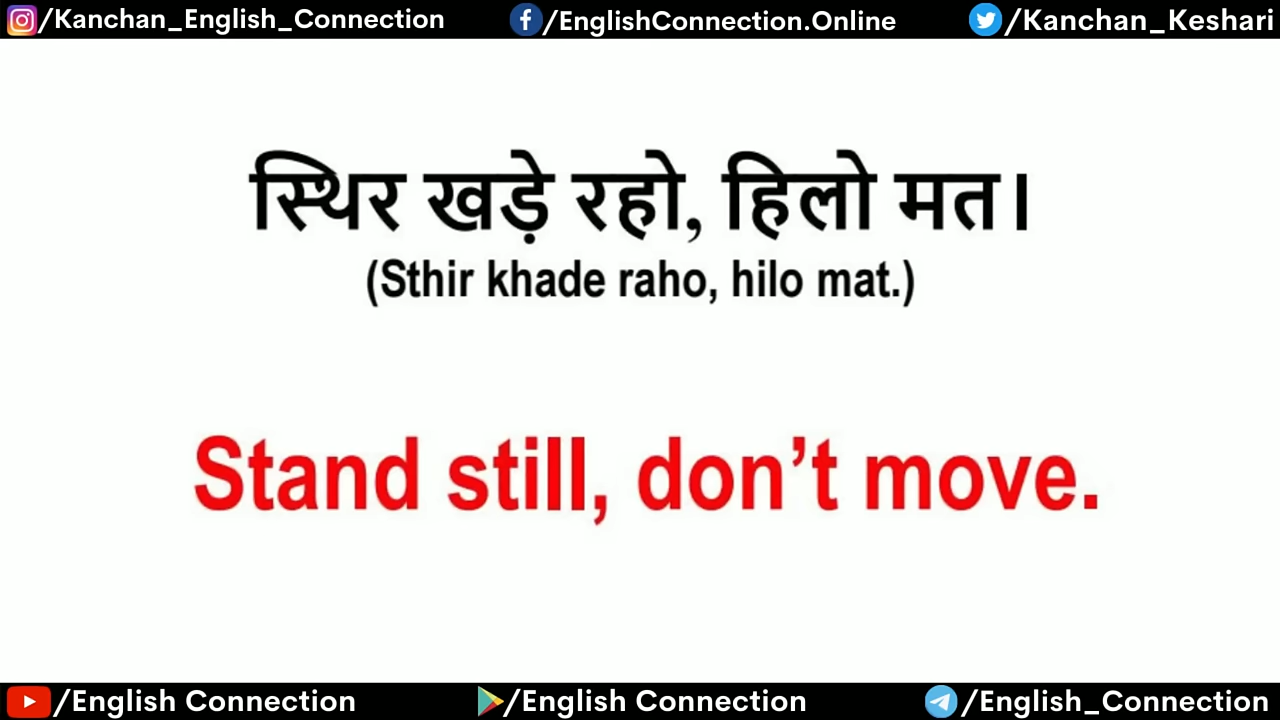 /Kanchan_English_Connection /EnglishConnection.Online /Kanchan_Keshari
स्थिर खड़े रहो, हिलो मत।
(Sthir khade raho, hilo mat.)
Stand still, don’t move.
/English Connection /English Connection /English_Connection